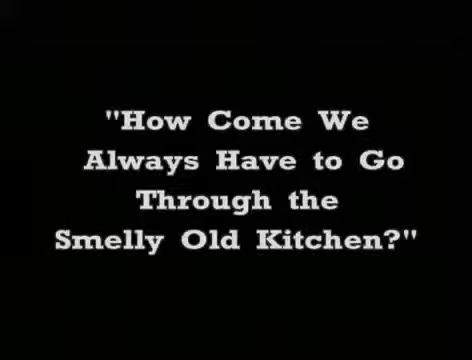 "How Come We
Always Have to Go
Through the
Smelly Old Kitchen?"